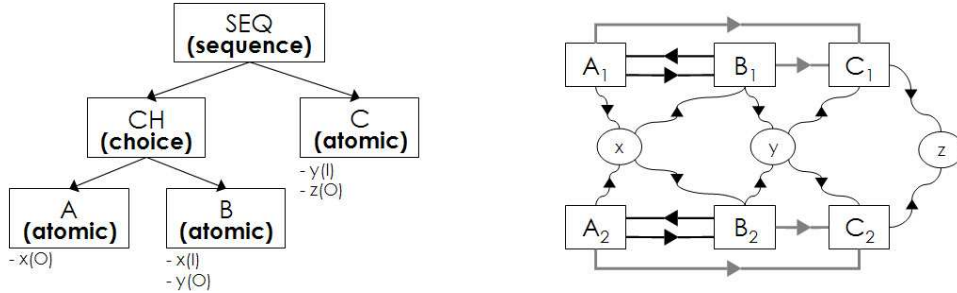 SEQ
(sequence)
CH
(choice)
C
(atomic)
- y(I)
- z(O)
A
(atomic)
- x(O)
B
(atomic)
- x(I)
- y(O)
A1
B1
C1
x
y
z
A2
B2
C2